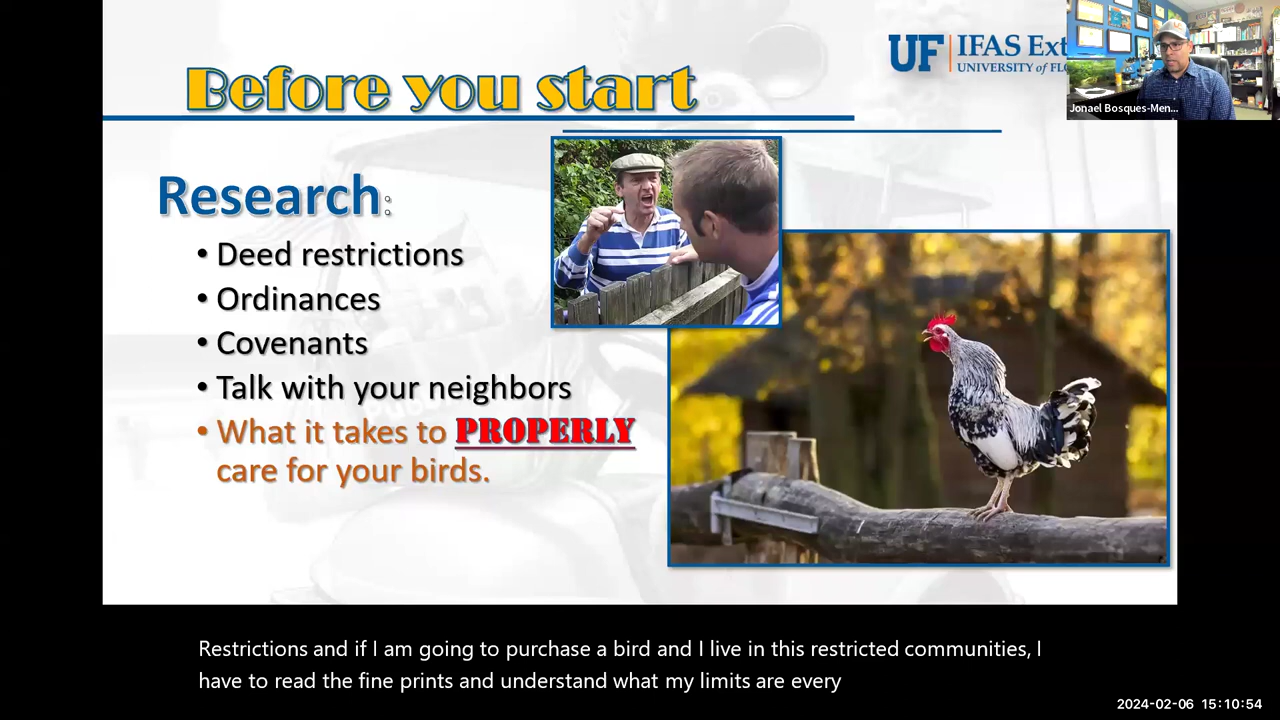 Before you start
UF IFAS Ext
UNIVERSITY of FLO
Jonael Bosques-Men...
Research:
• Deed restrictions
• Ordinances
• Covenants
• Talk with your neighbors
• What it takes to PROPERLY
care for your birds.
Restrictions and if I am going to purchase a bird and I live in this restricted communities, I
have to read the fine prints and understand what my limits are every
2024-02-06 15:10:54